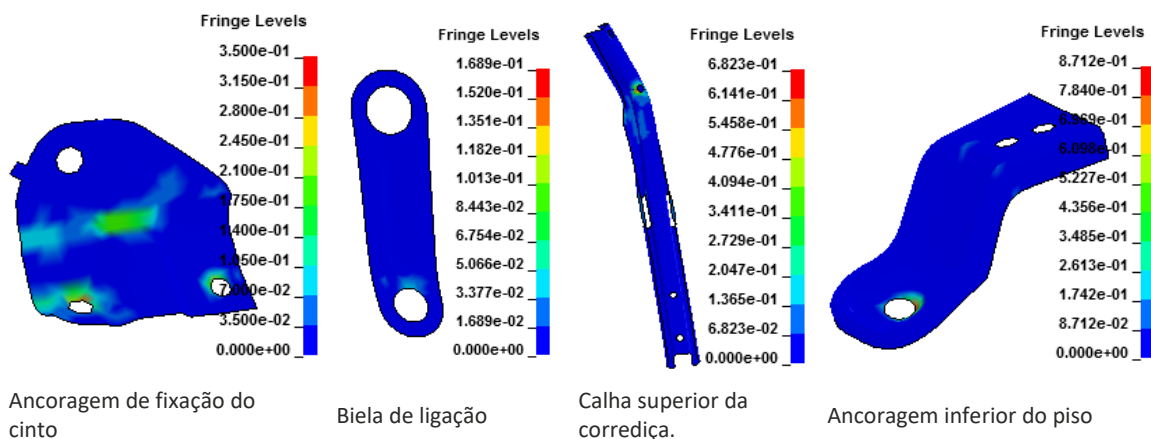 Fringe Levels
3.500e-01
3.150e-01
2.800e-01
2.450e-01
2.100e-01
1.750e-01
1.400e-01
1.050e-01
7.000e-02
3.500e-02
0.000e+00
Ancoragem de fixação do
cinto
Fringe Levels
1.689e-01
1.520e-01
1.351e-01
1.182e-01
1.013e-01
8.443e-02
6.754e-02
5.066e-02
3.377e-02
1.689e-02
0.000e+00
Biela de ligação
Fringe Levels
6.823e-01
6.141e-01
5.458e-01
4.776e-01
4.094e-01
3.411e-01
2.729e-01
2.047e-01
1.365e-01
6.823e-02
0.000e+00
Calha superior da
corrediça.
Fringe Levels
8.712e-01
7.840e-01
6.969e-01
6.098e-01
5.227e-01
4.356e-01
3.485e-01
2.613e-01
1.742e-01
8.712e-02
0.000e+00
Ancoragem inferior do piso